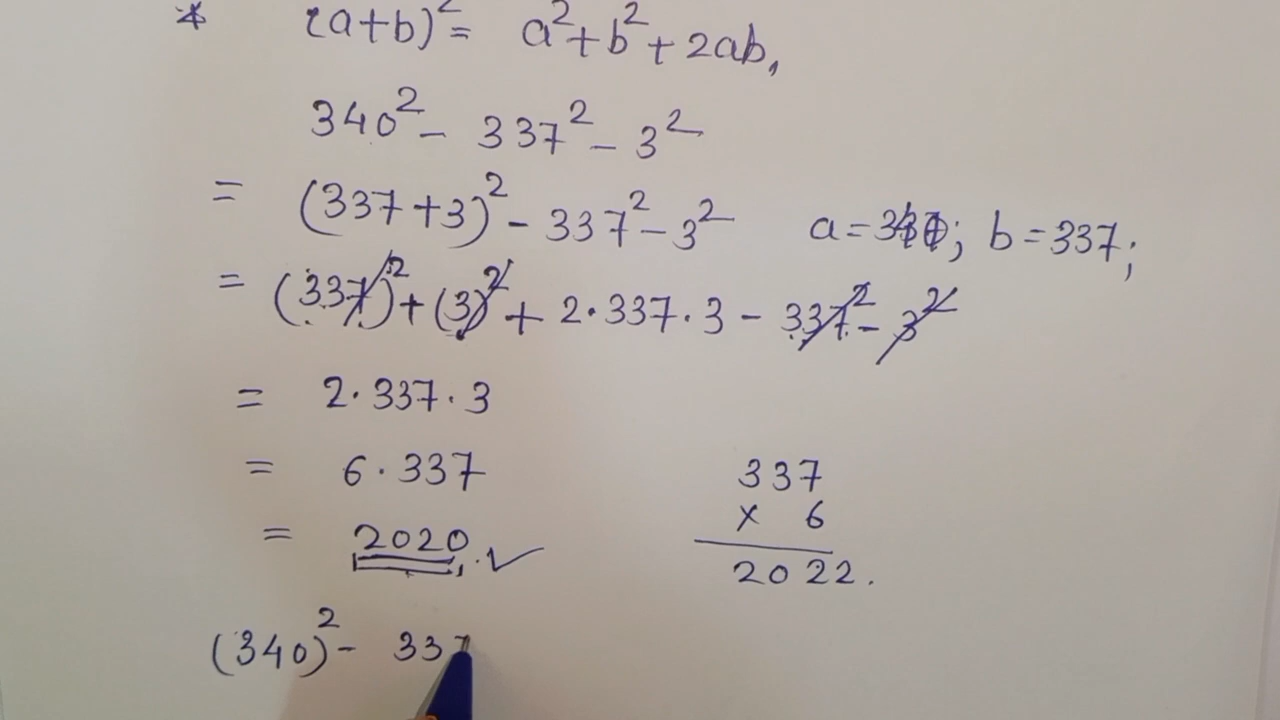 * (a+b)² = a²+b²+2ab,
340² - 337² - 3²
= (337+3)² - 337² - 3² b=337;
= (337)² + (3)² + 2·337·3 - 337² - 3²
= 2·337·3
= 6·337
= 2020.✓
337
× 6
2022.
(340)² - 337